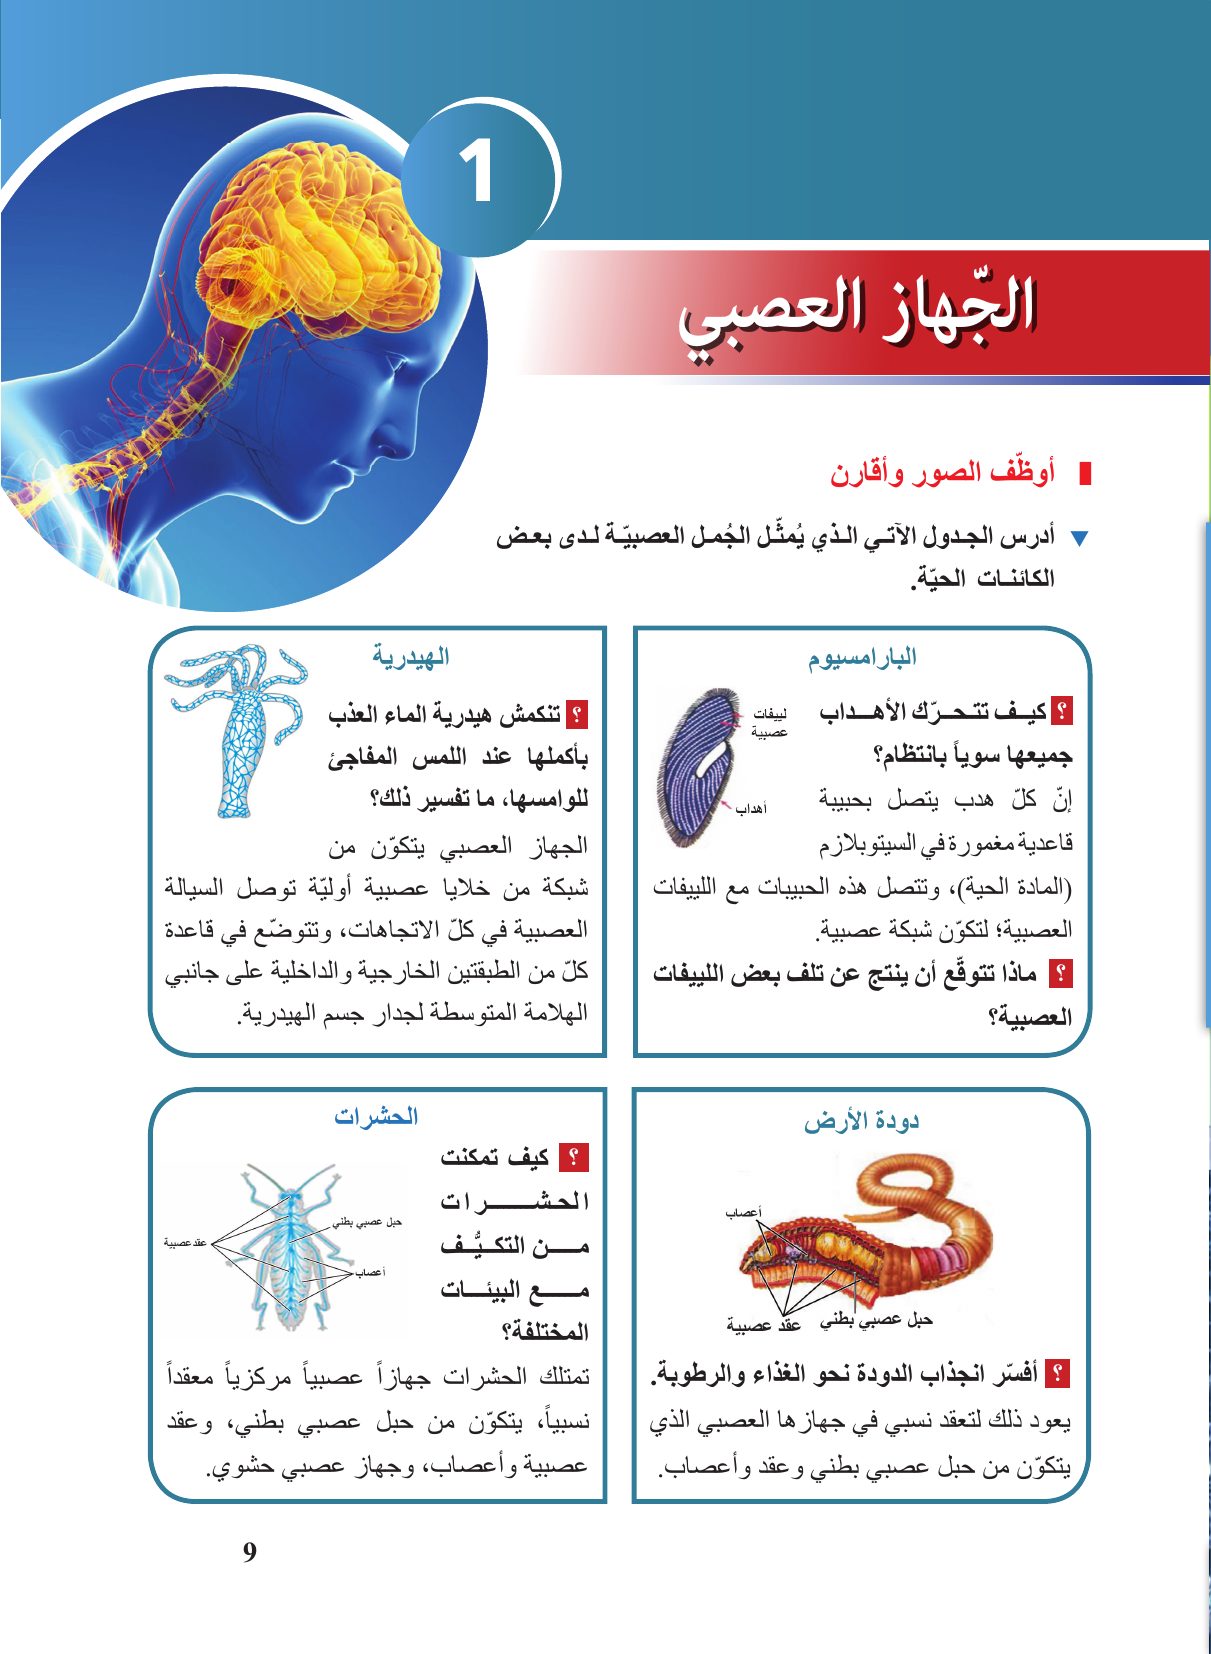 1
الجّهاز العصبي
أوظّف الصور وأقارن
أدرس الجدول الآتي الذي يُمثّل الجُمل العصبيّة لدى بعض
الكائنات الحيّة.
البارامسيوم
؟ كيف تتحرّك الأهداب
جميعها سوياً بانتظام؟
إنّ كلّ هدب يتصل بحبيبة
قاعدية مغمورة في السيتوبلازم
(المادة الحية)، وتتصل هذه الحبيبات مع اللييفات
العصبية؛ لتكوّن شبكة عصبية.
؟ ماذا تتوقّع أن ينتج عن تلف بعض اللييفات
العصبية؟
لييفات
عصبية
أهداب
الهيدرية
؟ تنكمش هيدرية الماء العذب
بأكملها عند اللمس المفاجئ
للوامسها، ما تفسير ذلك؟
الجهاز العصبي يتكوّن من
شبكة من خلايا عصبية أوليّة توصل السيالة
العصبية في كلّ الاتجاهات، وتتوضّع في قاعدة
كلّ من الطبقتين الخارجية والداخلية على جانبي
الهلامة المتوسطة لجدار جسم الهيدرية.
دودة الأرض
أعصاب
حبل عصبي بطني
عقد عصبية
؟ أفسّر انجذاب الدودة نحو الغذاء والرطوبة.
يعود ذلك لتعقد نسبي في جهازها العصبي الذي
يتكوّن من حبل عصبي بطني وعقد وأعصاب.
الحشرات
؟ كيف تمكنت
الحشرات
من التكيُّف
مع البيئات
المختلفة؟
حبل عصبي بطني
عقد عصبية
أعصاب
تمتلك الحشرات جهازاً عصبياً مركزياً معقداً
نسبياً، يتكوّن من حبل عصبي بطني، وعقد
عصبية وأعصاب، وجهاز عصبي حشوي.
9